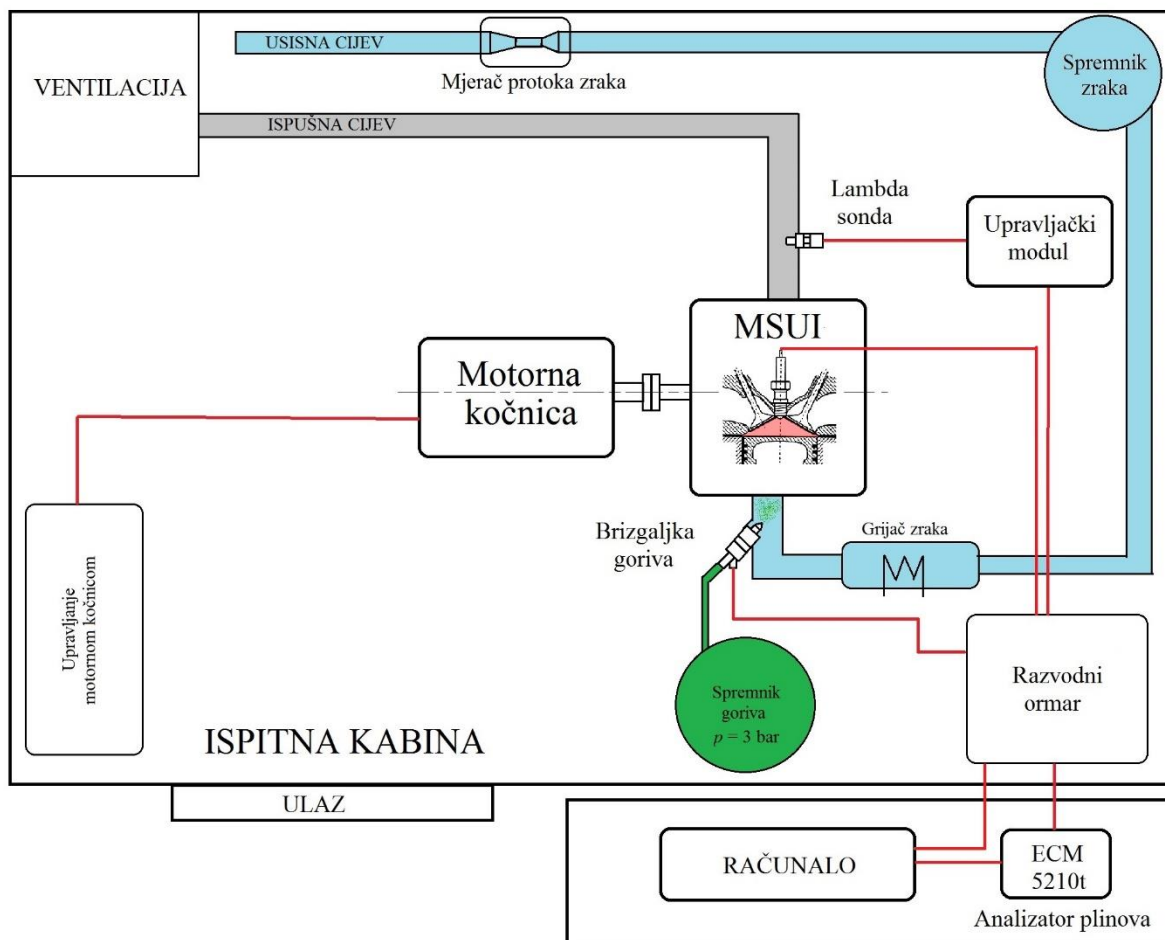 USISNA CIJEV
Mjerač protoka zraka
Spremnik
zraka
VENTILACIJA
ISPUŠNA CIJEV
Lambda
sonda
Upravljački
modul
MSUI
Motorna
kočnica
Brizgaljka
goriva
Grijač zraka
Upravljanje
motornom kočnicom
Spremnik
goriva
p = 3 bar
Razvodni
ormar
ISPITNA KABINA
ULAZ
RAČUNALO
ECM
5210t
Analizator plinova